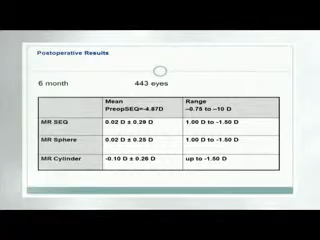 Postoperative Results
6 month 443 eyes
Mean Range
PreopSEQ=-4.87D –0.75 to –10 D
MR SEQ 0.02 D ± 0.29 D 1.00 D to -1.50 D
MR Sphere 0.02 D ± 0.25 D 1.00 D to -1.50 D
MR Cylinder -0.10 D ± 0.26 D up to -1.50 D